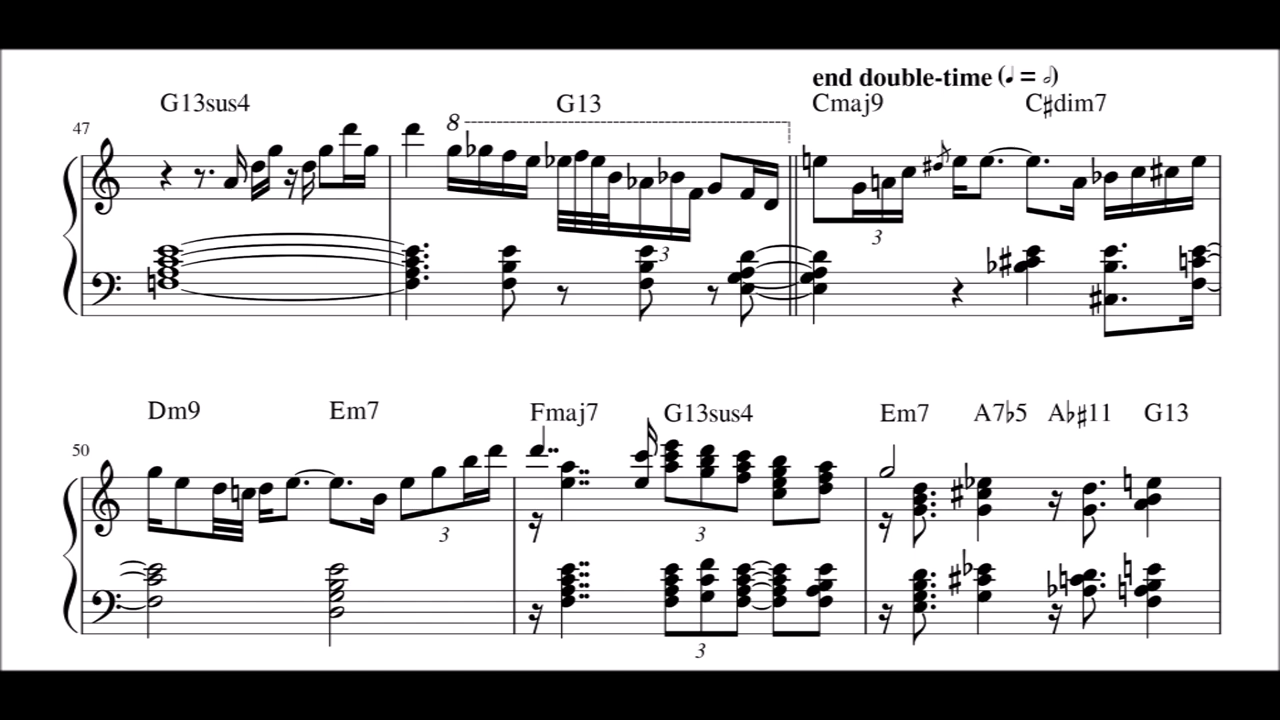 end double-time (♩ = 𝅗𝅥)
G13sus4 G13 Cmaj9 C♯dim7
47
8
3 3
Dm9 Em7 Fmaj7 G13sus4 Em7 A7♭5 A♭♯11 G13
50
3 3
3